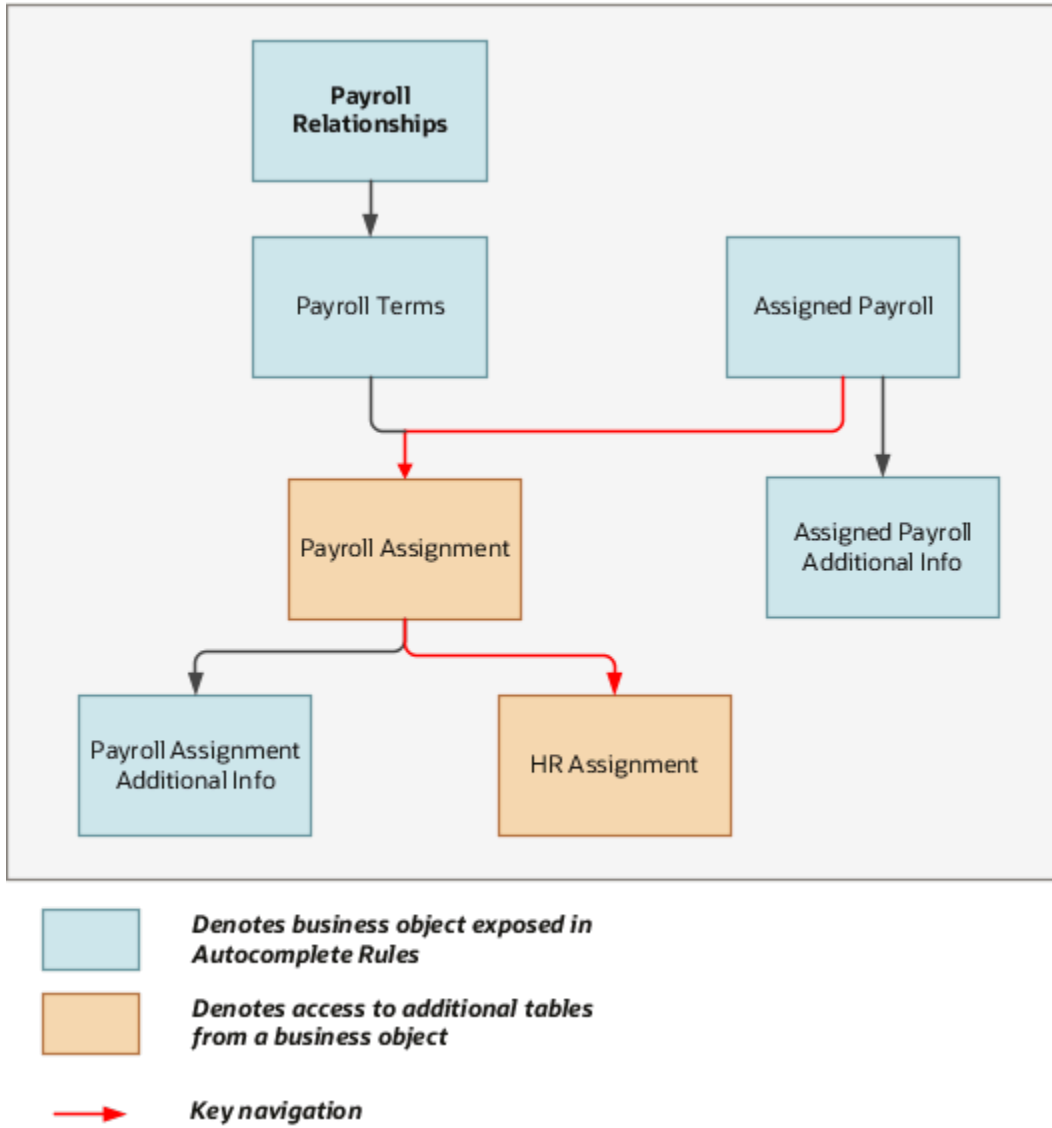 Payroll
Relationships
Payroll Terms
Assigned Payroll
Payroll Assignment
Assigned Payroll
Additional Info
Payroll Assignment
Additional Info
HR Assignment
Denotes business object exposed in
Autocomplete Rules
Denotes access to additional tables
from a business object
Key navigation